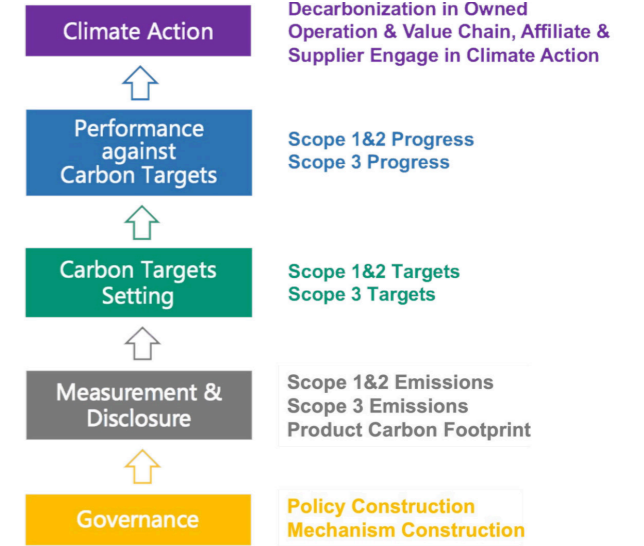 Climate Action
Decarbonization in Owned
Operation & Value Chain, Affiliate &
Supplier Engage in Climate Action
Performance
against
Carbon Targets
Scope 1&2 Progress
Scope 3 Progress
Carbon Targets
Setting
Scope 1&2 Targets
Scope 3 Targets
Measurement &
Disclosure
Scope 1&2 Emissions
Scope 3 Emissions
Product Carbon Footprint
Governance
Policy Construction
Mechanism Construction